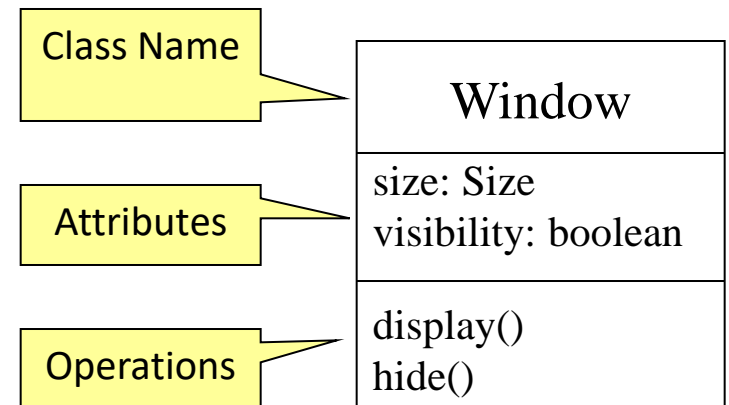 Class Name
Window
Attributes
size: Size
visibility: boolean
Operations
display()
hide()